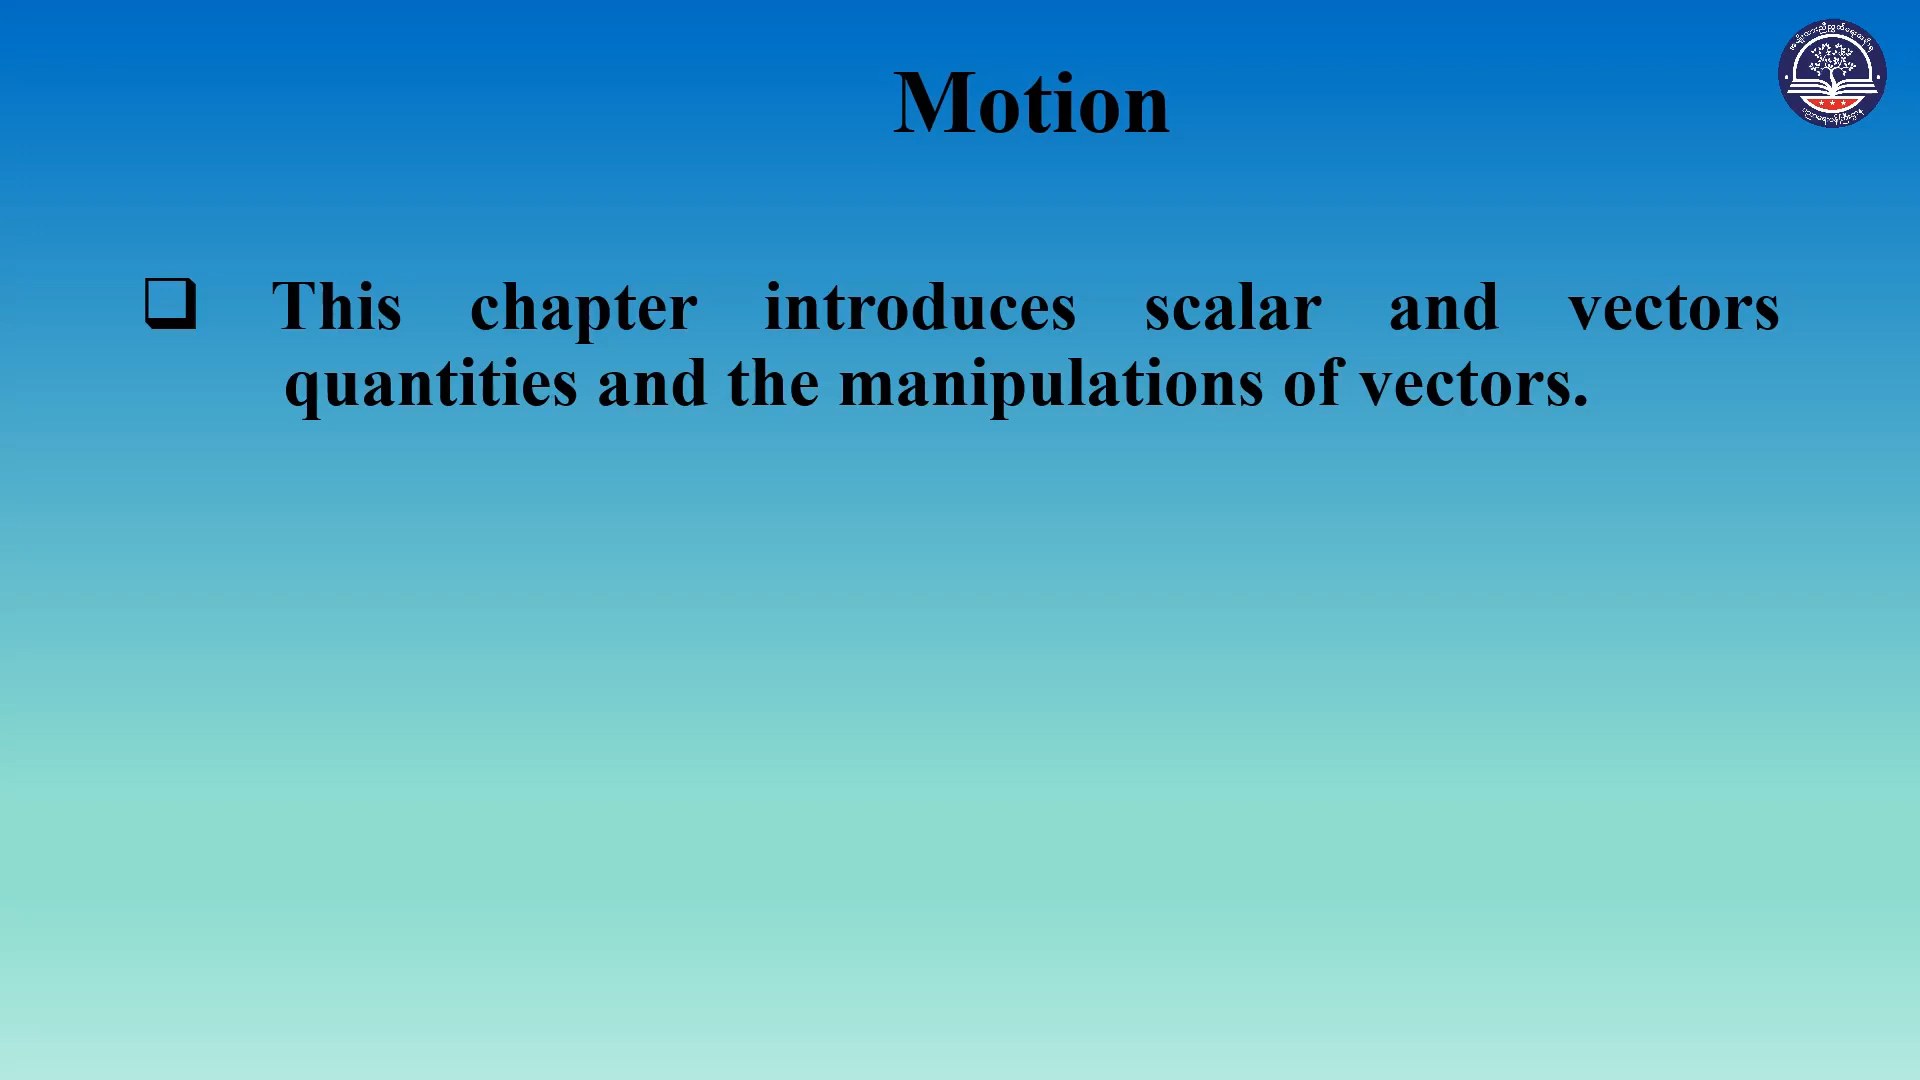 Motion
❑ This chapter introduces scalar and vectors
quantities and the manipulations of vectors.